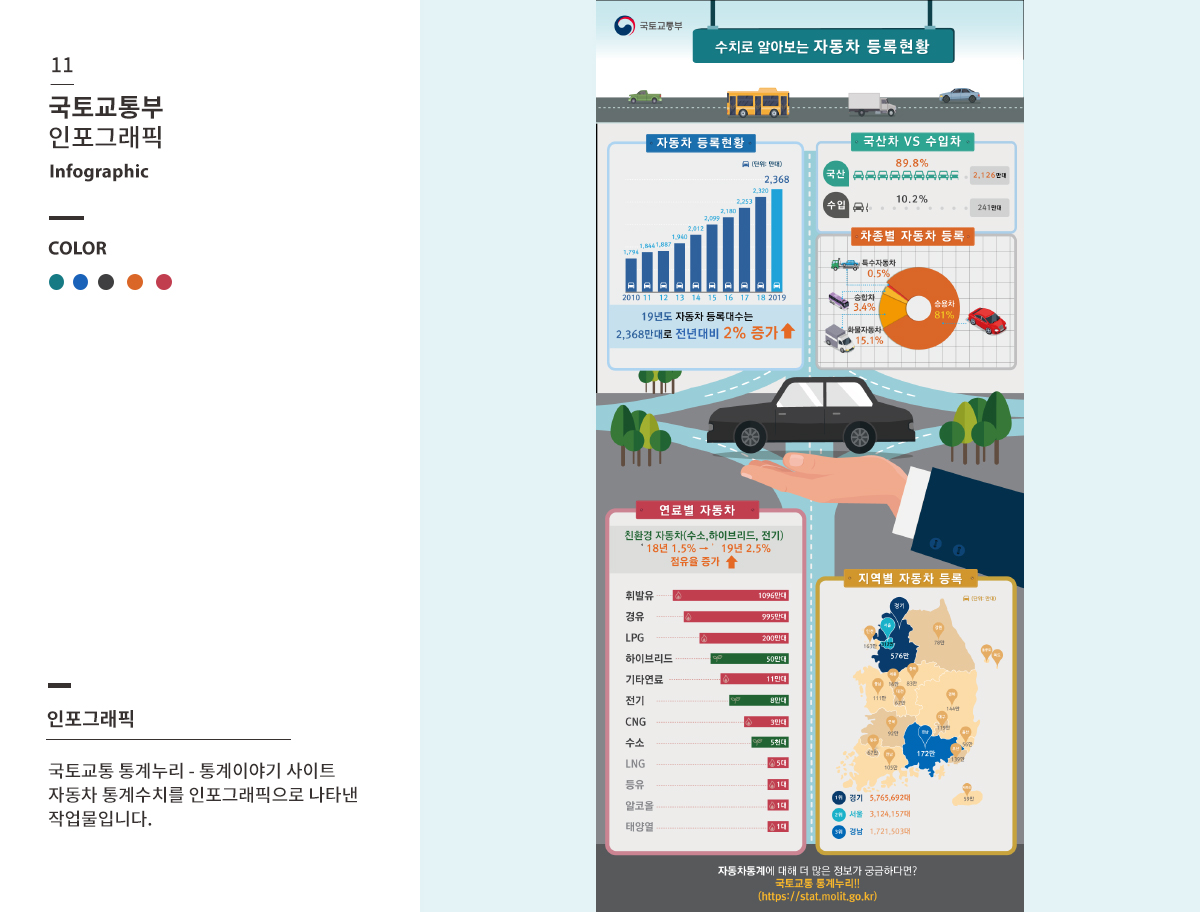 11
국토교통부
인포그래픽
Infographic
COLOR
인포그래픽
국토교통 통계누리 - 통계이야기 사이트
자동차 통계수치를 인포그래픽으로 나타낸
작업물입니다.
국토교통부
수치로 알아보는 자동차 등록현황
자동차 등록현황
(단위: 만대)
1,794
1,844
1,887
1,940
2,012
2,099
2,180
2,253
2,320
2,368
2010 11 12 13 14 15 16 17 18 2019
19년도 자동차 등록대수는
2,368만대로 전년대비 2% 증가
국산차 VS 수입차
89.8%
국산
2,126만대
10.2%
수입
241만대
차종별 자동차 등록
특수자동차
0.5%
승합차
3.4%
화물자동차
15.1%
승용차
81%
연료별 자동차
친환경 자동차(수소,하이브리드, 전기)
'18년 1.5% → ' 19년 2.5%
점유율 증가
휘발유 1096만대
경유 995만대
LPG 200만대
하이브리드 50만대
기타연료 11만대
전기 8만대
CNG 3만대
수소 5천대
LNG 5대
등유 1대
알코올 1대
태양열 1대
지역별 자동차 등록
(단위: 만대)
경기
서울
576만
78만
111만
172만
1위 경기 5,765,692대
2위 서울 3,124,157대
3위 경남 1,721,503대
자동차통계에 대해 더 많은 정보가 궁금하다면?
국토교통 통계누리!!
(https://stat.molit.go.kr)